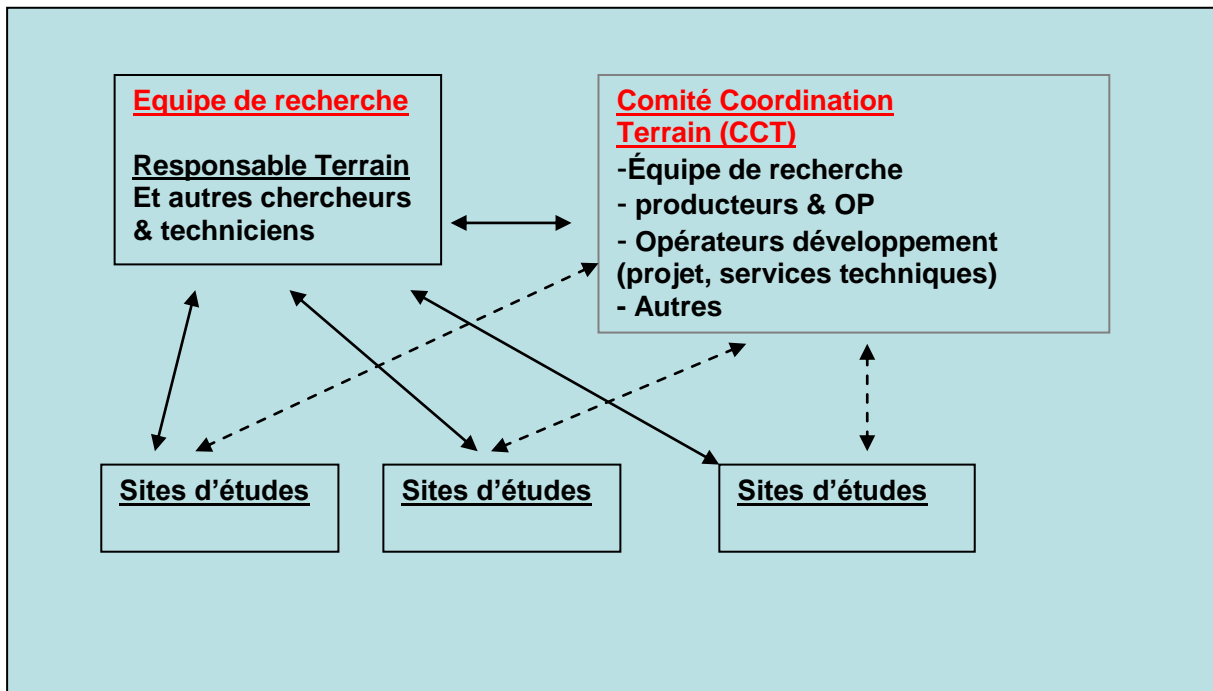 Equipe de recherche
Responsable Terrain
Et autres chercheurs
& techniciens
Comité Coordination
Terrain (CCT)
-Équipe de recherche
- producteurs & OP
- Opérateurs développement
(projet, services techniques)
- Autres
Sites d’études
Sites d’études
Sites d’études